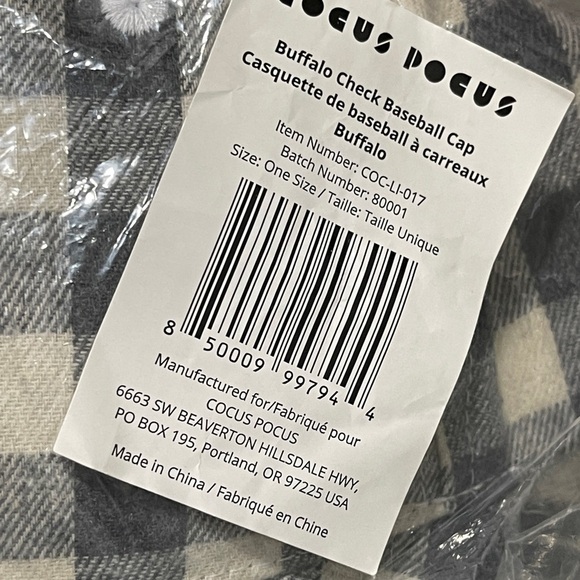 COCUS POCUS
Buffalo Check Baseball Cap
Casquette de baseball à carreaux
Buffalo
Item Number: COC-LI-017
Batch Number: 80001
Size: One Size / Taille: Taille Unique
8 50009 99794 4
Manufactured for/Fabriqué pour
COCUS POCUS
6663 SW BEAVERTON HILLSDALE HWY,
PO BOX 195, Portland, OR 97225 USA
Made in China / Fabriqué en Chine